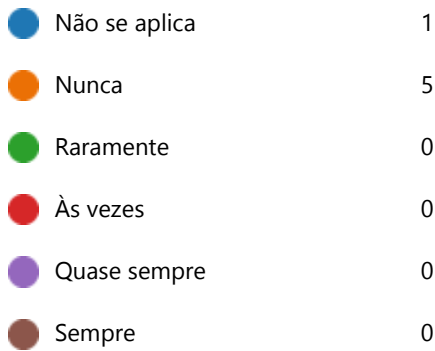 Não se aplica 1
Nunca 5
Raramente 0
Às vezes 0
Quase sempre 0
Sempre 0